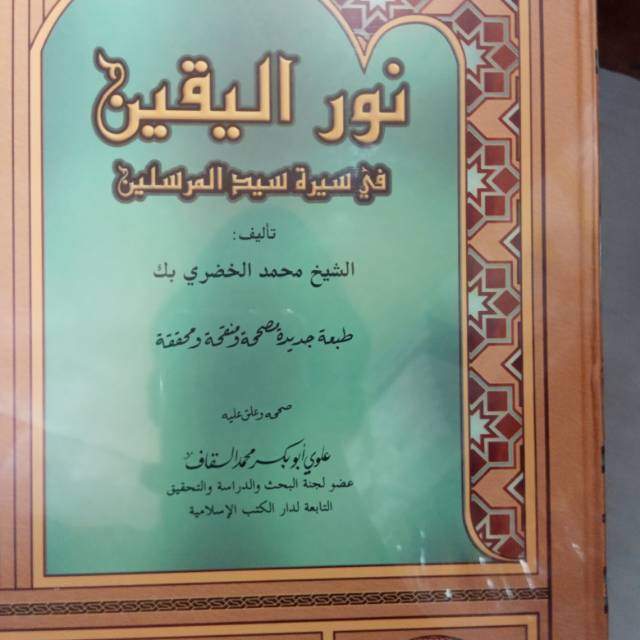 نور اليقين
في سيرة سيد المرسلين
تأليف:
الشيخ محمد الخضري بك
طبعة جديدة مصححة ومنقحة ومحققة
صححه وعلق عليه
علوي أبو بكر محمد السقاف
عضو لجنة البحث والدراسة والتحقيق
التابعة لدار الكتب الإسلامية